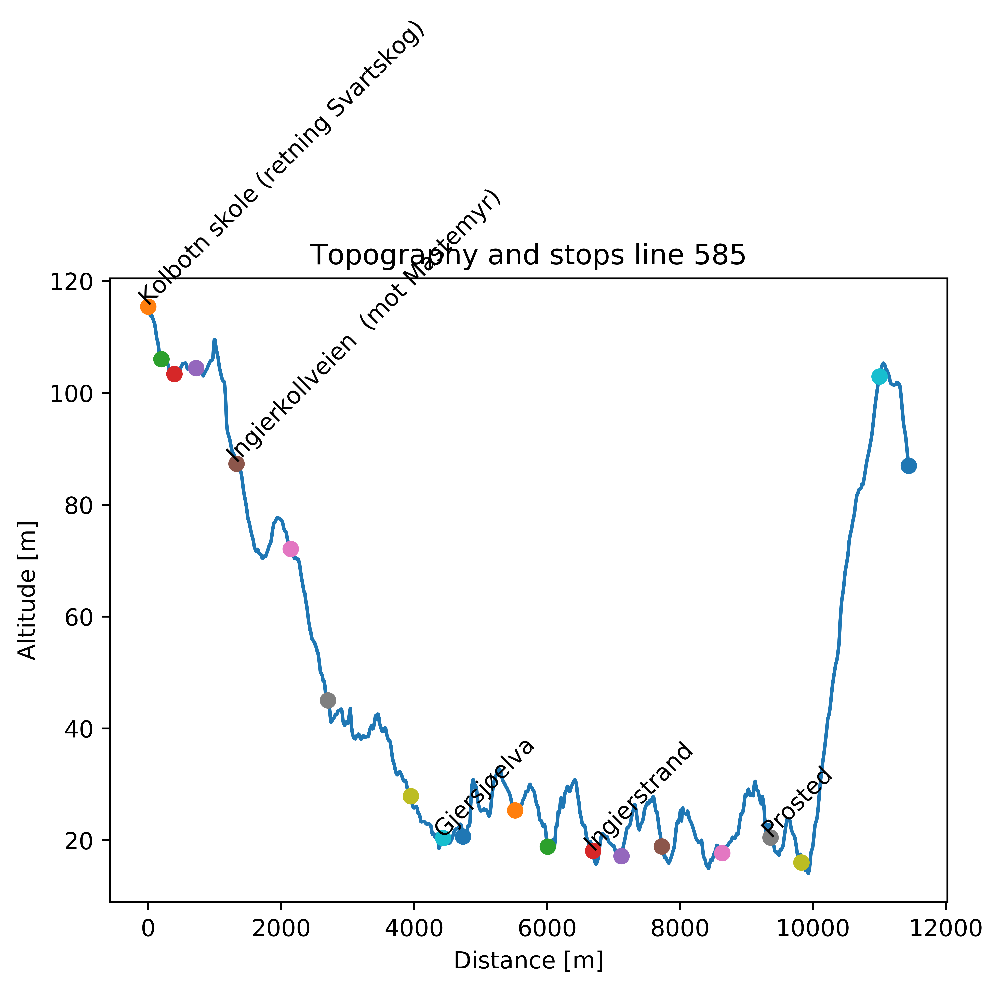 Kolbotn skole (retning Svartskog)
Ingierkollveien  (mot Mastemyr)
Topography and stops line 585
120
100
80
60
40
20
Altitude [m]
Gjersjøelva
Ingierstrand
Prosted
0 2000 4000 6000 8000 10000 12000
Distance [m]